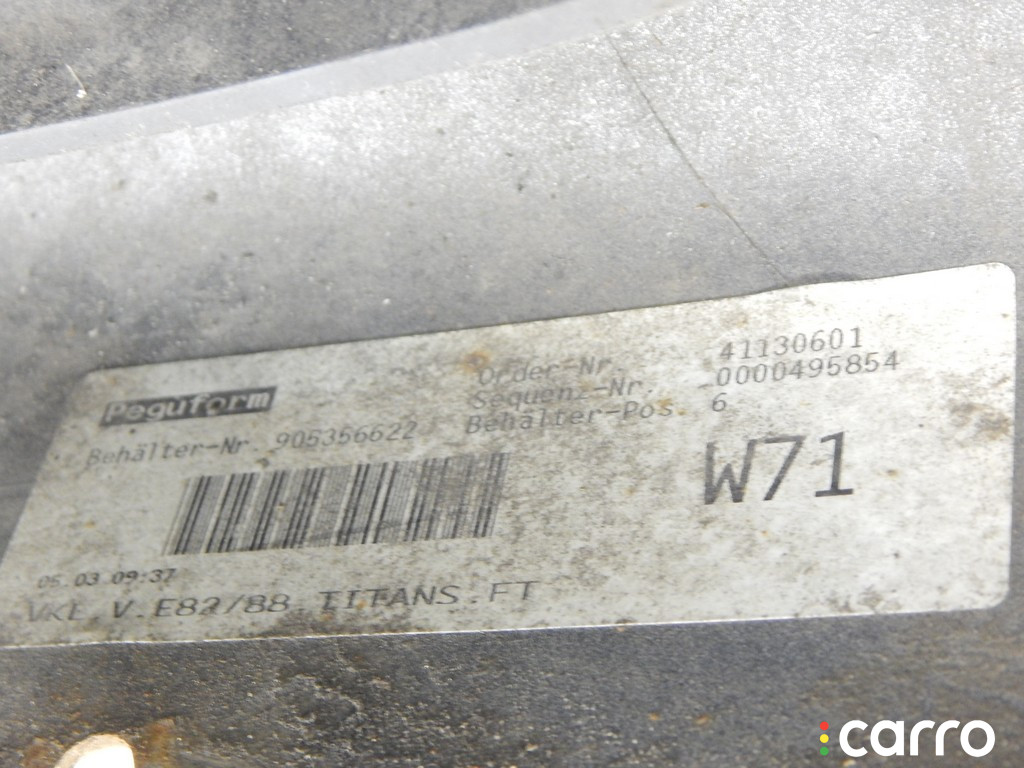 Peguform
Order-Nr. 41130601
Sequenz-Nr. 0000495854
Behälter-Nr. 905356622 Behälter-Pos. 6
W71
05.03 09:37
VKL V.E82/88 TITANS.FT
carro